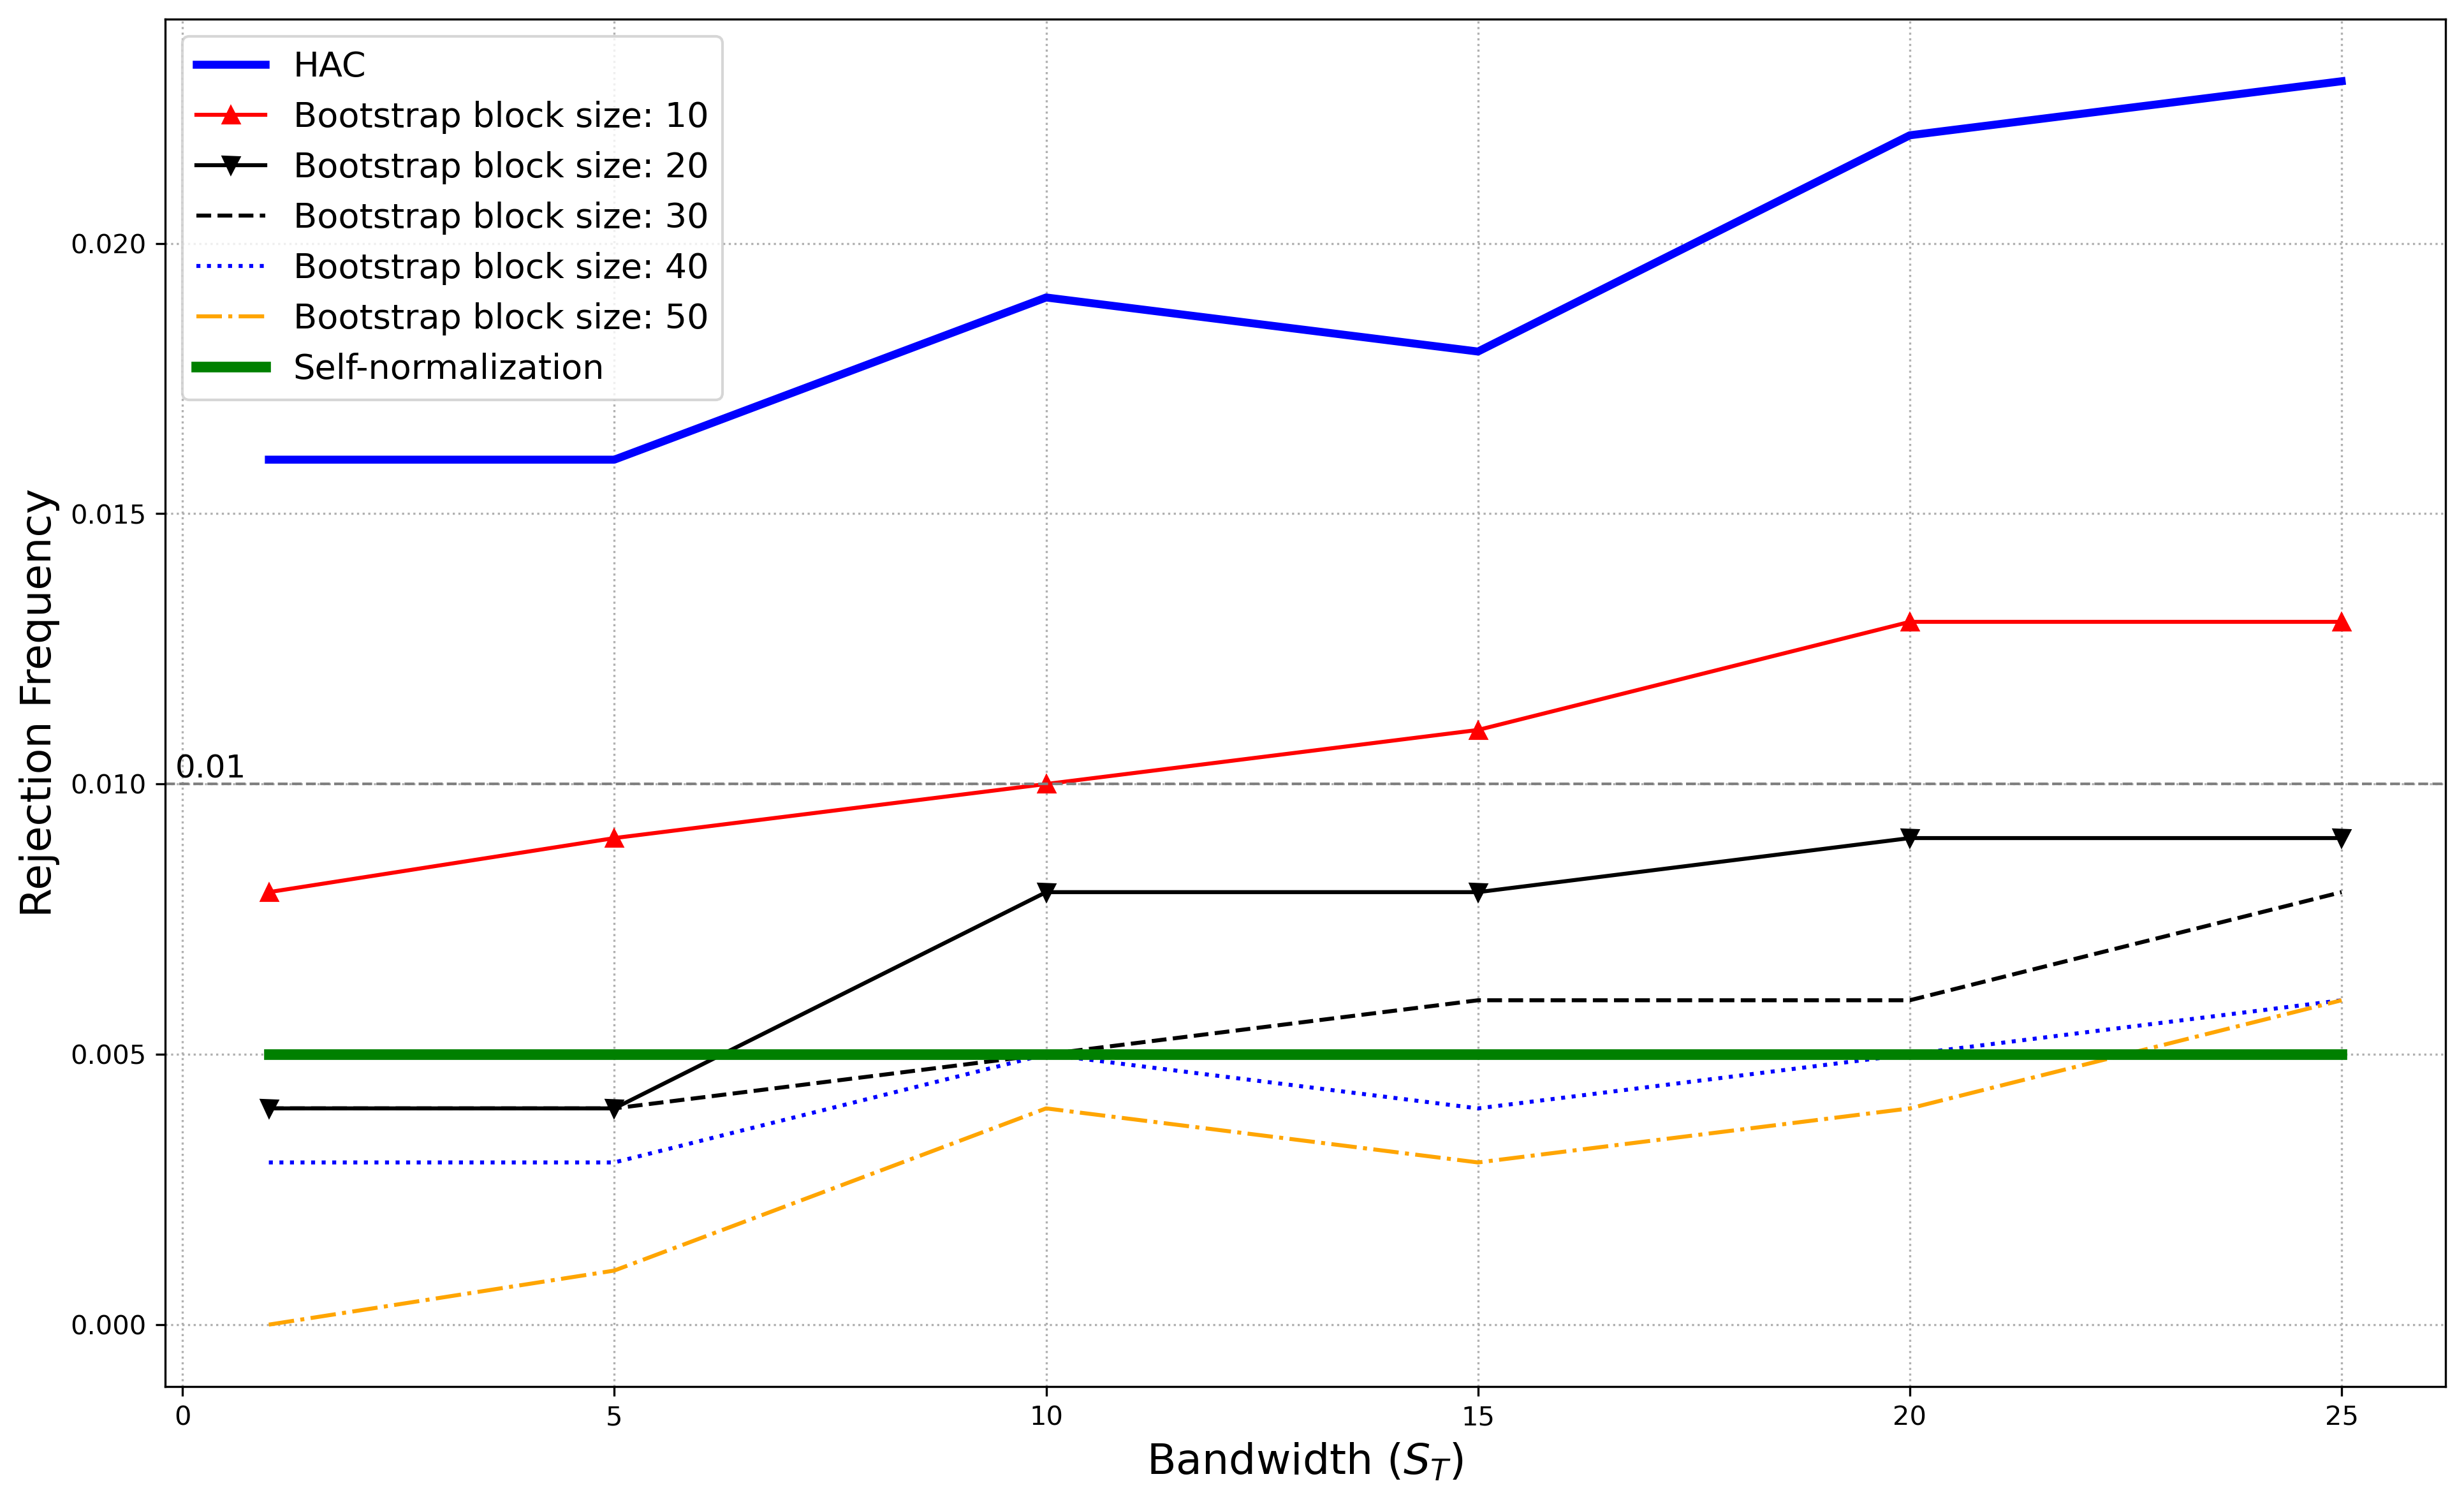 HAC
Bootstrap block size: 10
Bootstrap block size: 20
Bootstrap block size: 30
Bootstrap block size: 40
Bootstrap block size: 50
Self-normalization
0.020
0.015
0.010
0.005
0.000
0.01
Rejection Frequency
0 5 10 15 20 25
Bandwidth (S_T)